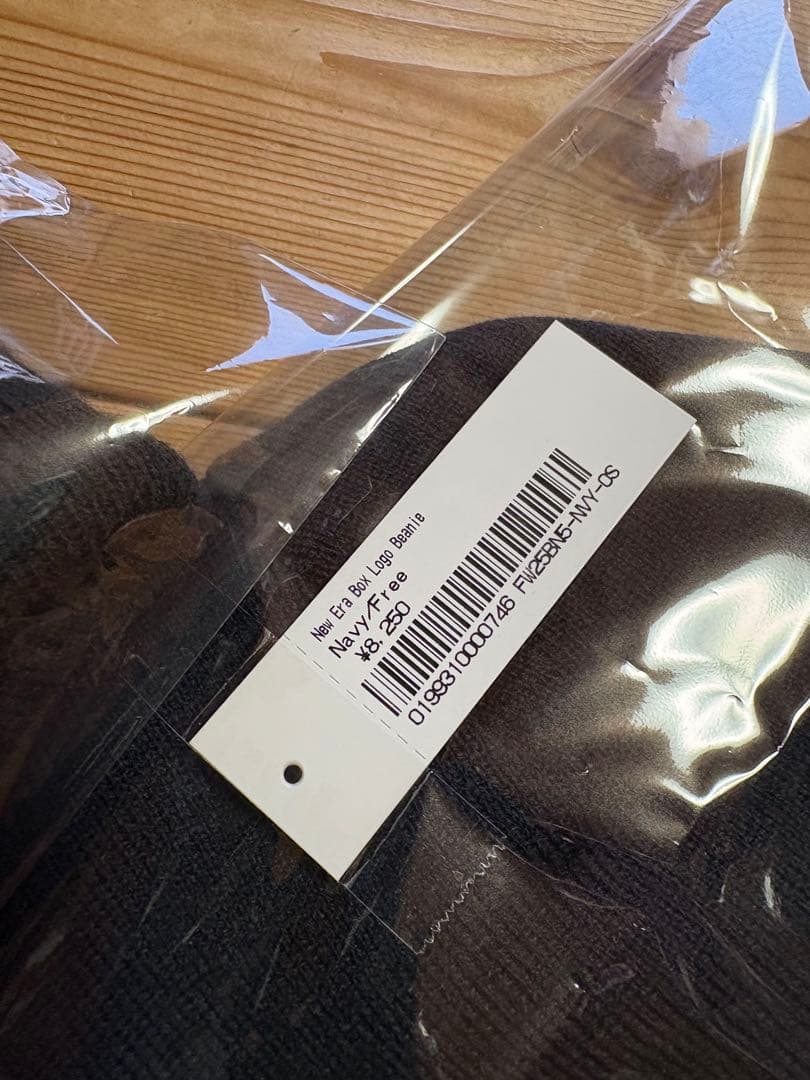 New Era Box Logo Beanie
Navy/Free
¥8,250
0199310000746 FW25BN5-NVY-OS